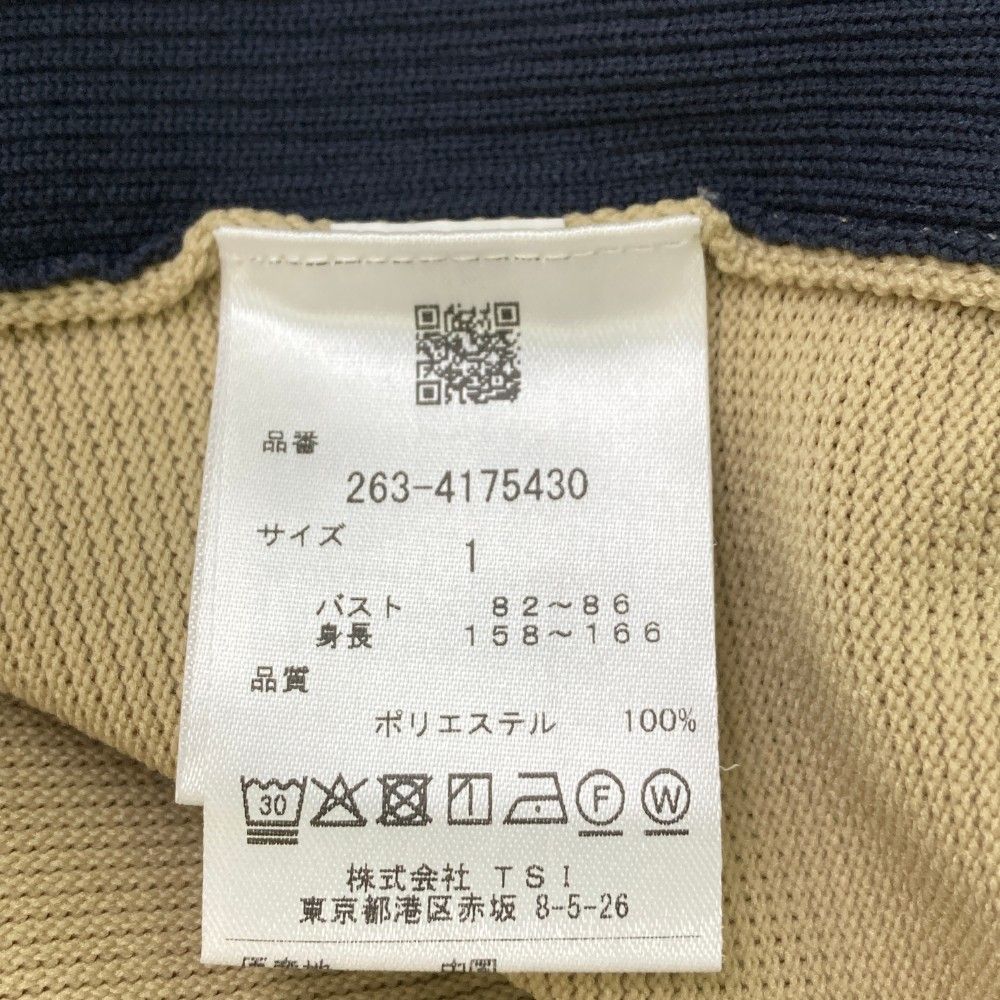 品番
263-4175430
サイズ
1
バスト 82～86
身長 158～166
品質
ポリエステル 100%
30 F W
株式会社 TSI
東京都港区赤坂 8-5-26